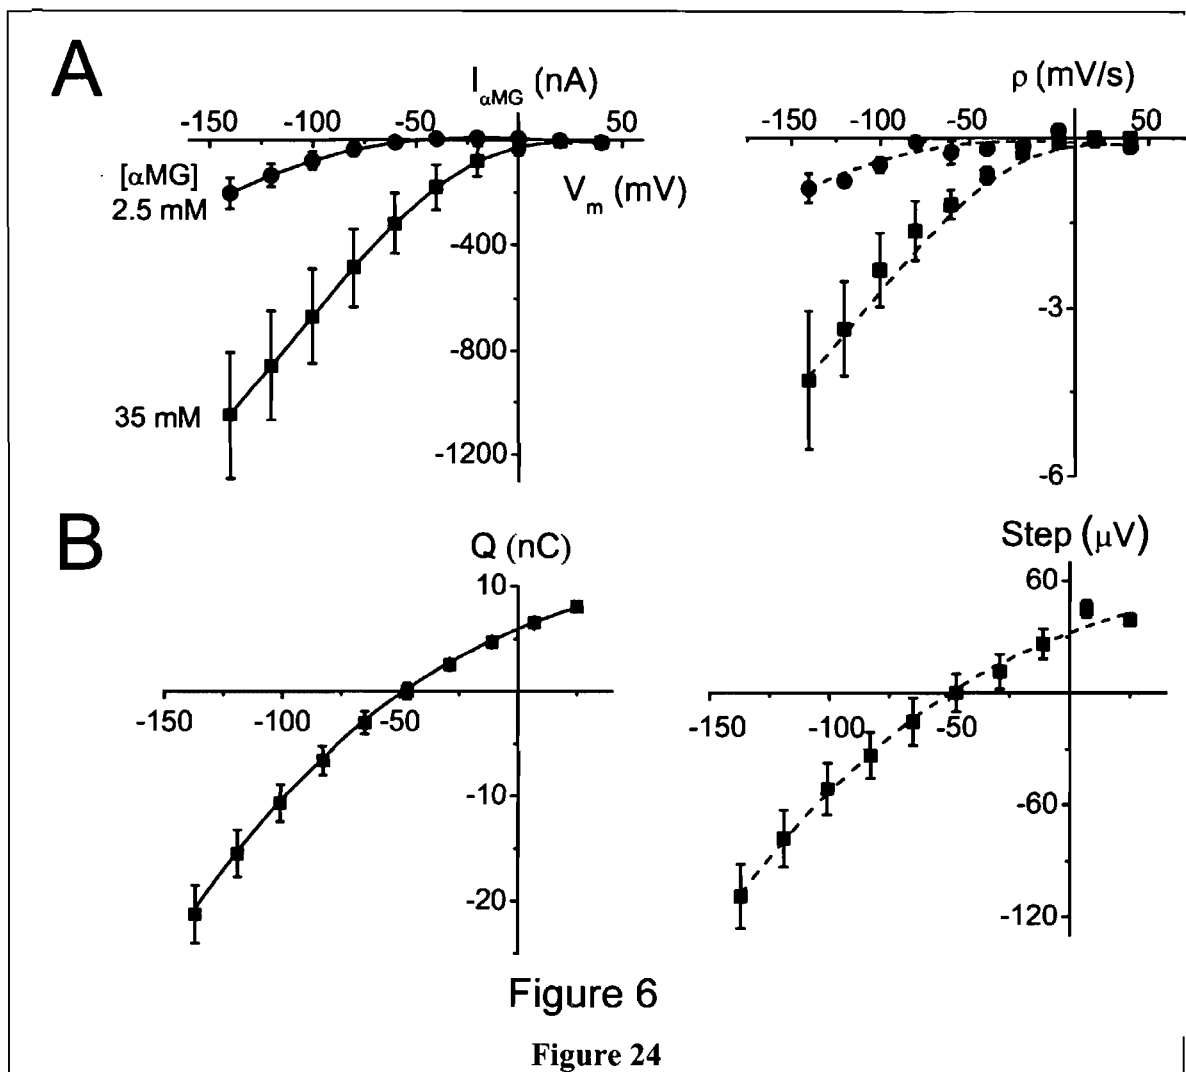 A
I αMG (nA)
ρ (mV/s)
-150 -100 -50 50
-150 -100 -50 50
[αMG]
2.5 mM
V m (mV)
-400
-3
-800
35 mM
-1200
-6
B
Q (nC)
Step (μV)
10
60
-150 -100 -50
-150 -100 -50
-10
-60
-20
-120
Figure 6
Figure 24